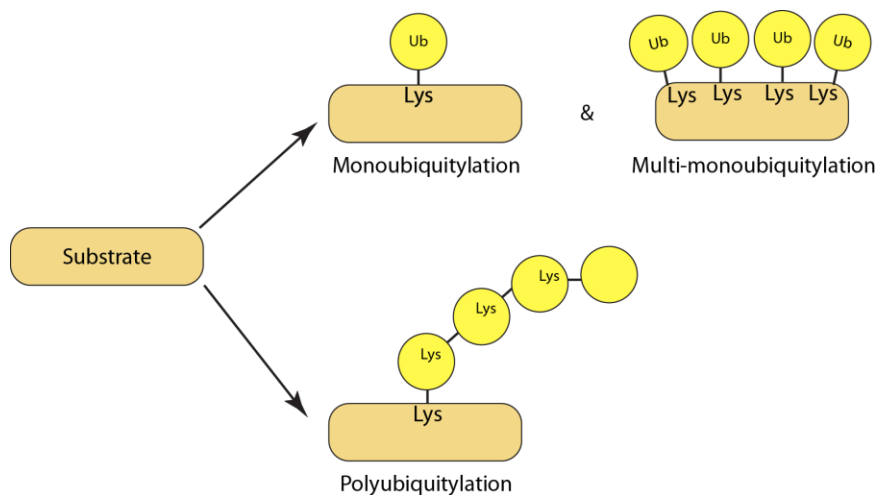 Ub
Ub Ub Ub Ub
Lys
Lys Lys Lys Lys
&
Monoubiquitylation
Multi-monoubiquitylation
Substrate
Lys
Lys
Lys
Lys
Polyubiquitylation